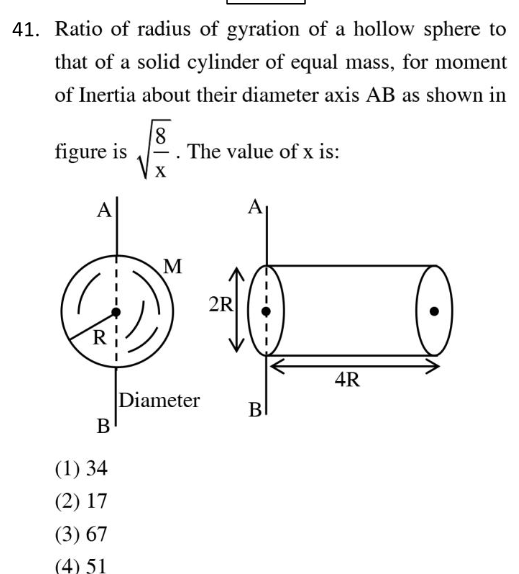 41. Ratio of radius of gyration of a hollow sphere to
that of a solid cylinder of equal mass, for moment
of Inertia about their diameter axis AB as shown in
figure is √(8/x) . The value of x is:
A A
M
2R
R
4R
Diameter
B B
(1) 34
(2) 17
(3) 67
(4) 51